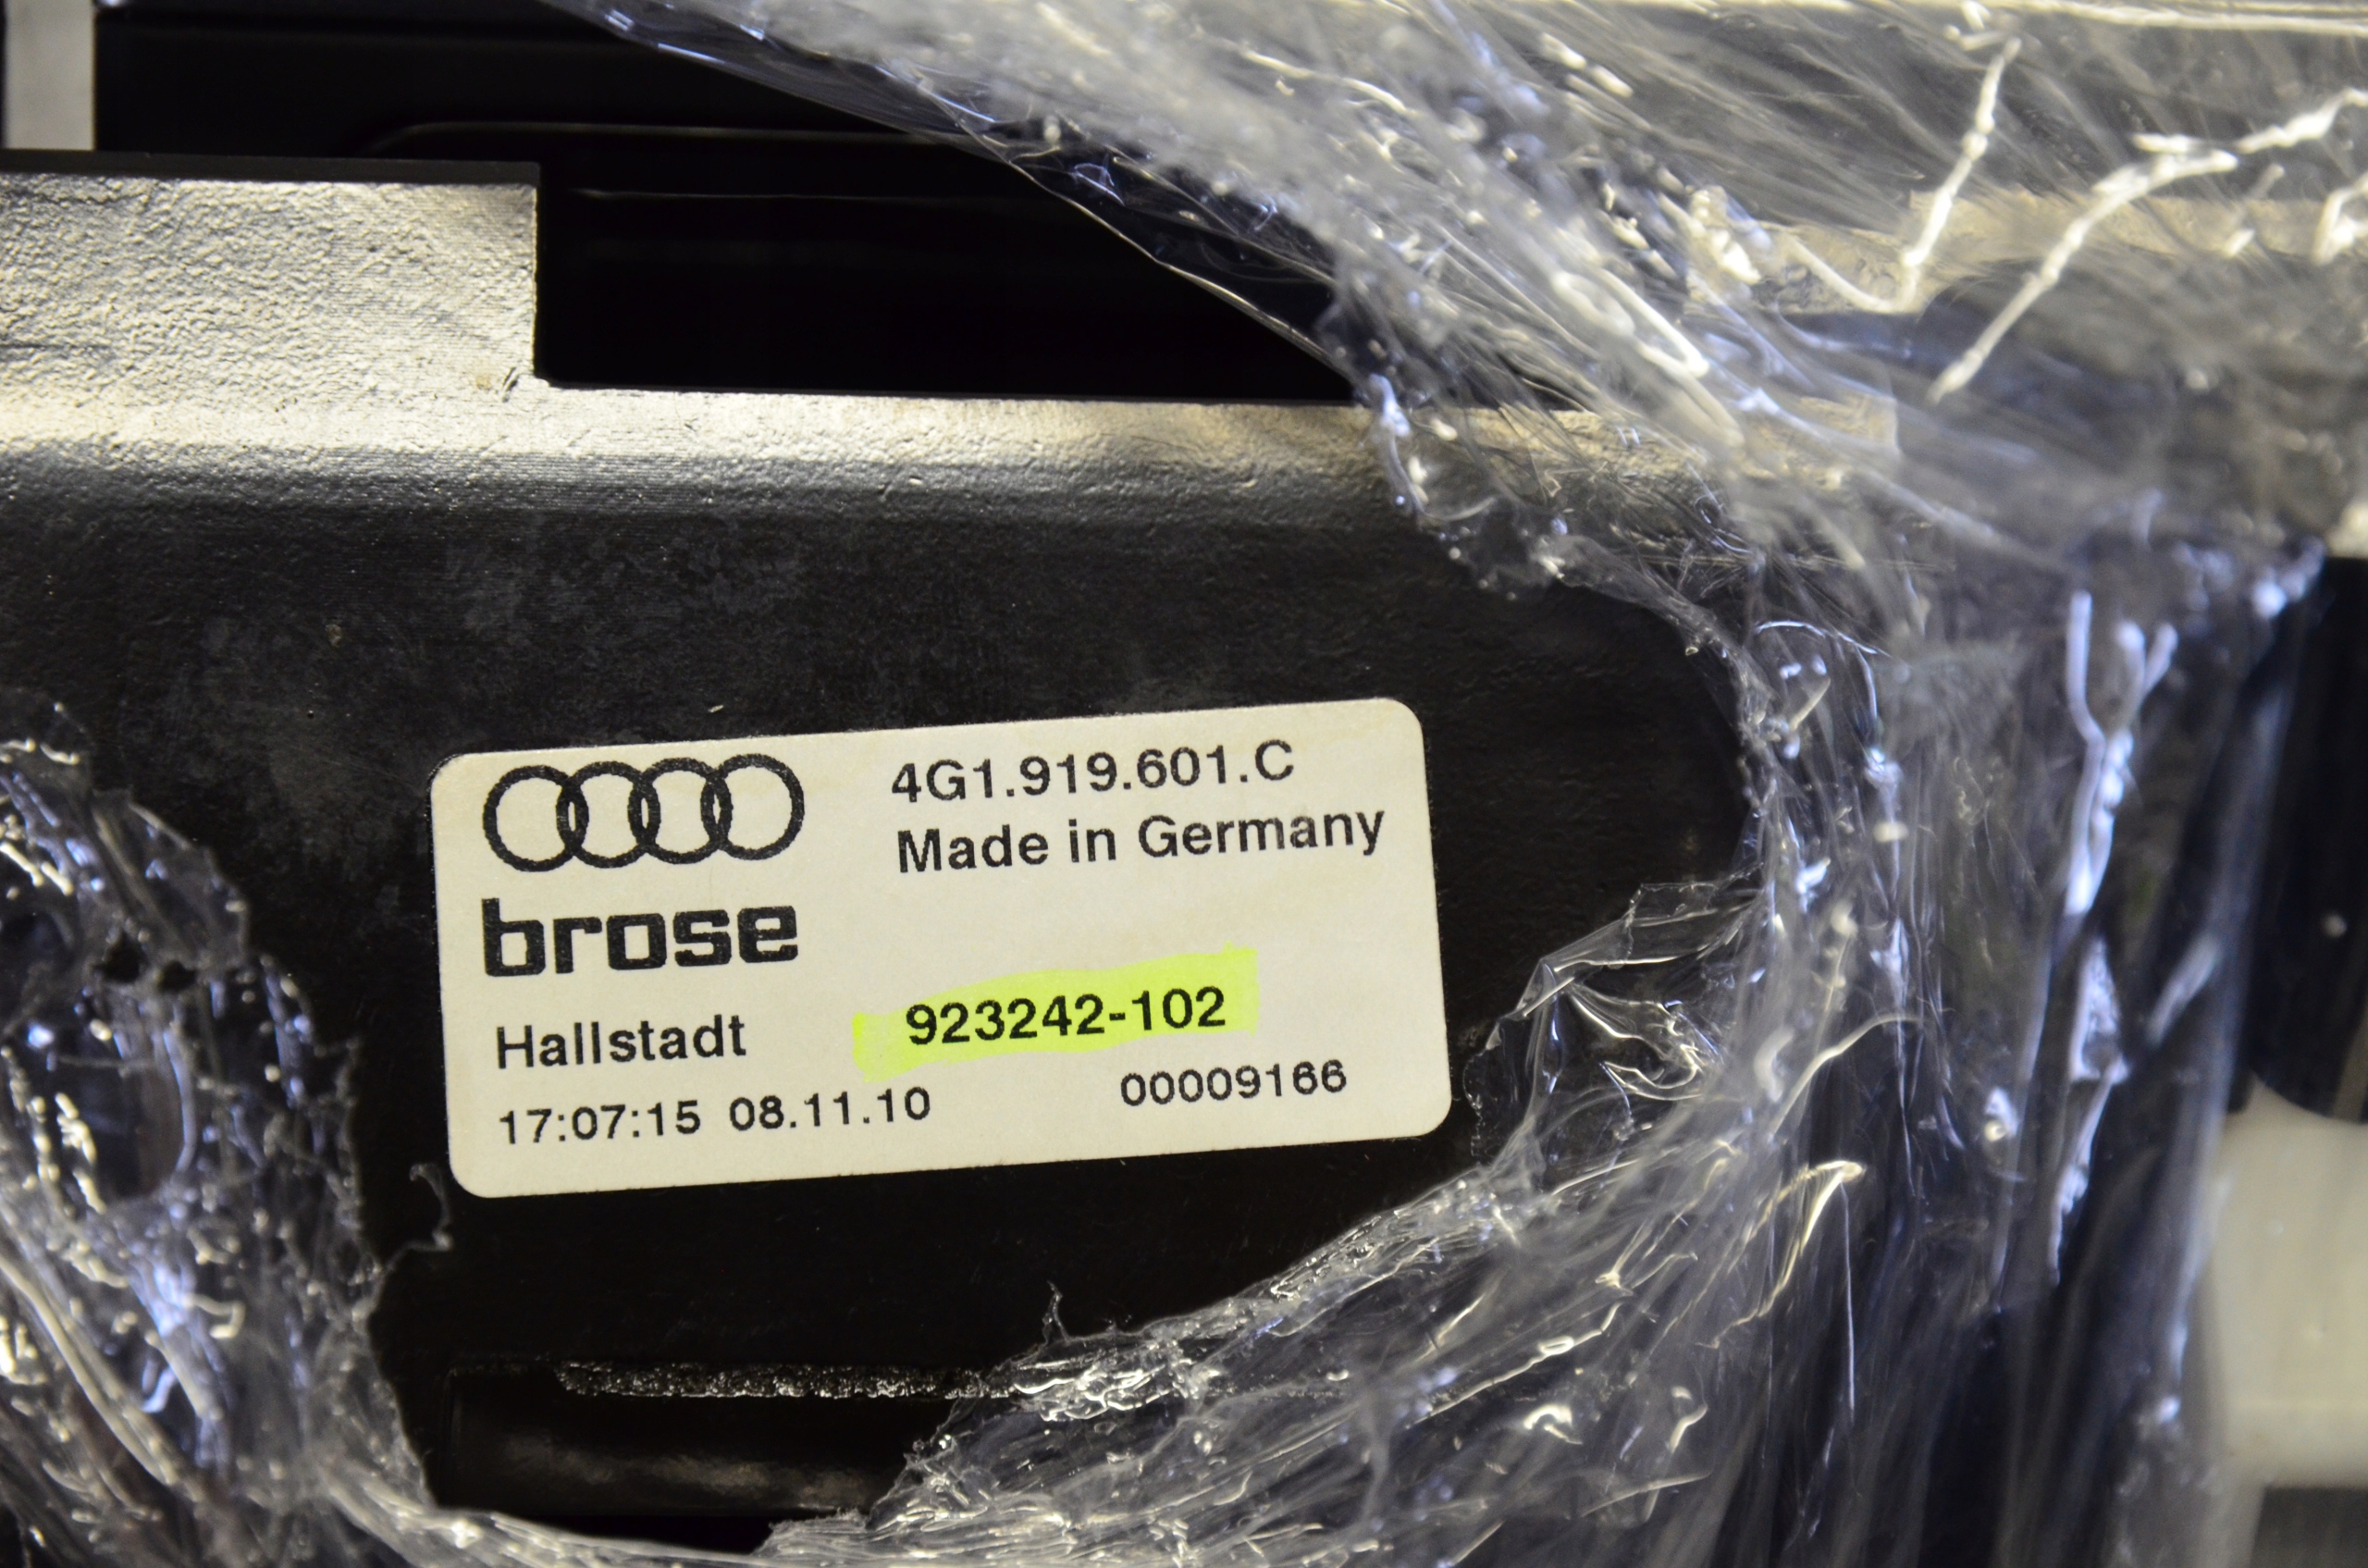 4G1.919.601.C
Made in Germany
brose
Hallstadt 923242-102
17:07:15 08.11.10 00009166